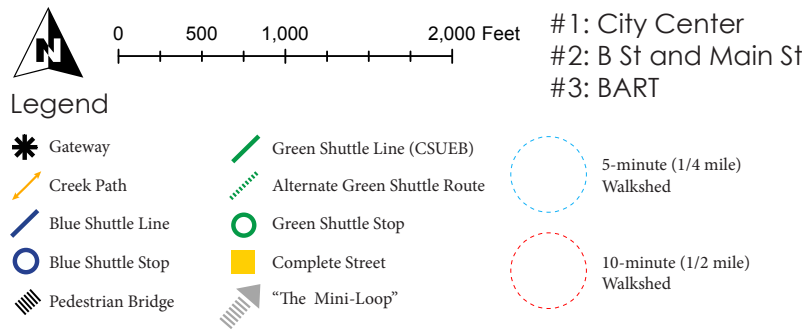 N
0 500 1,000 2,000 Feet
#1: City Center
#2: B St and Main St
#3: BART
Legend
Gateway
Creek Path
Blue Shuttle Line
Blue Shuttle Stop
Pedestrian Bridge
Green Shuttle Line (CSUEB)
Alternate Green Shuttle Route
Green Shuttle Stop
Complete Street
“The Mini-Loop”
5-minute (1/4 mile)
Walkshed
10-minute (1/2 mile)
Walkshed